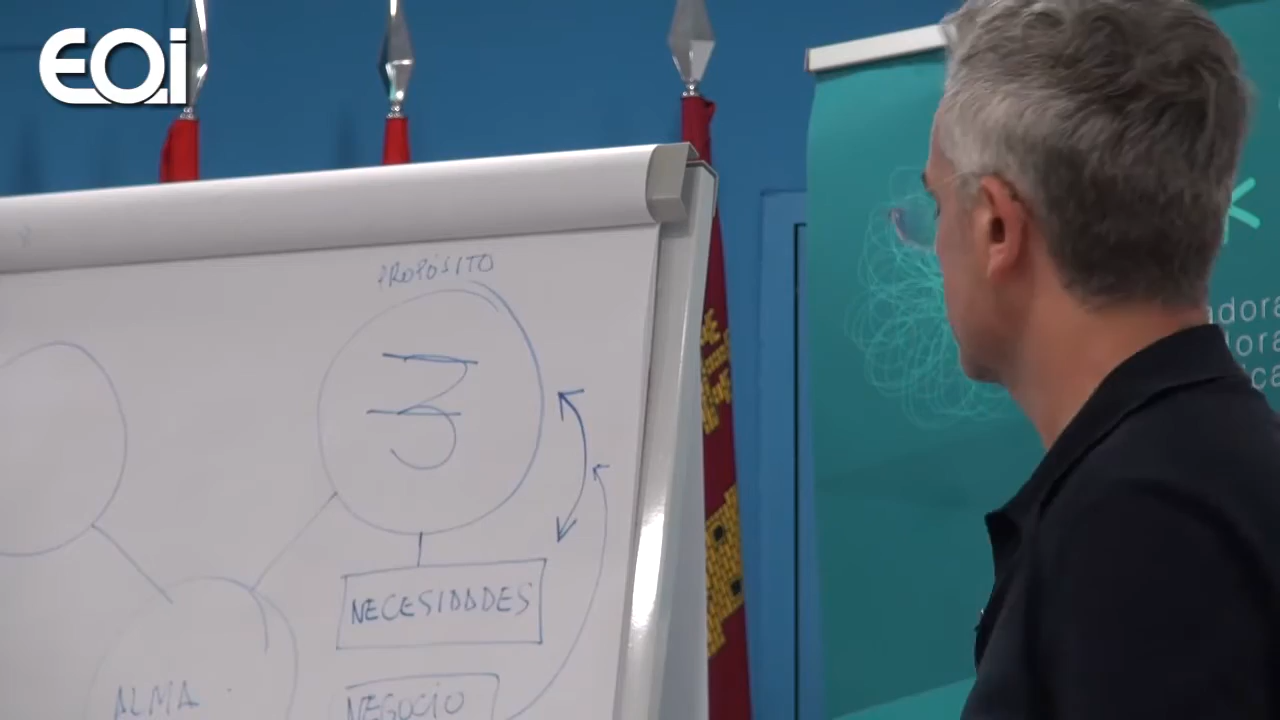 EOi
PROPÓSITO
3
NECESIDADES
ALMA
NEGOCIO